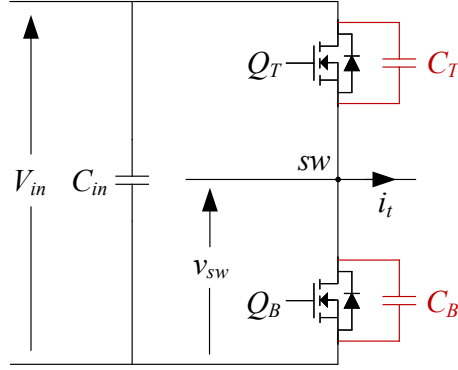 Q_T
C_T
sw
V_in
C_in
i_t
v_sw
Q_B
C_B